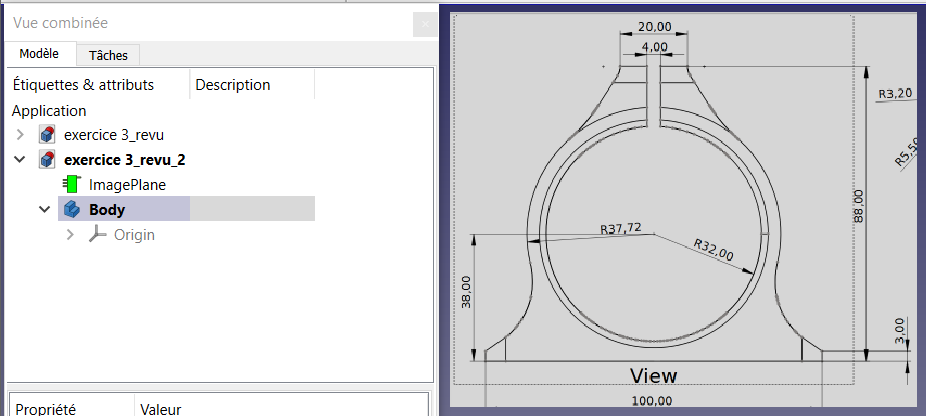 Vue combinée
Modèle
Tâches
Étiquettes & attributs
Description
Application
exercice 3_revu
exercice 3_revu_2
ImagePlane
Body
Origin
Propriété
Valeur
20,00
4,00
R3,20
R5,50
88,00
R37,72
R32,00
38,00
3,00
View
100,00